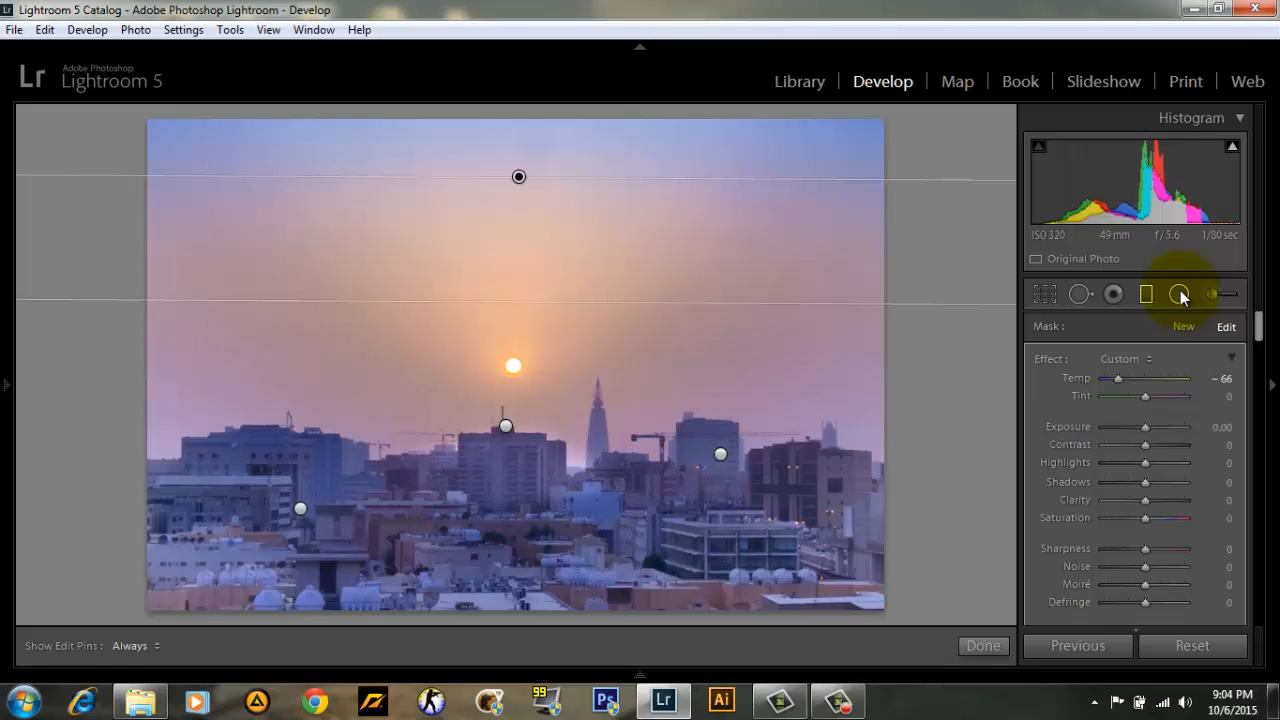 Lr Lightroom 5 Catalog - Adobe Photoshop Lightroom - Develop
File Edit Develop Photo Settings Tools View Window Help
Lr Adobe Photoshop
Lightroom 5
Library Develop Map Book Slideshow Print Web
Histogram
ISO 320 49 mm f / 5.6 1/80 sec
Original Photo
Mask : New Edit
Effect : Custom
Temp - 66
Tint 0
Exposure 0.00
Contrast 0
Highlights 0
Shadows 0
Clarity 0
Saturation 0
Sharpness 0
Noise 0
Moiré 0
Defringe 0
Show Edit Pins : Always Done Previous Reset
99 Ps Lr Ai
9:04 PM
10/6/2015